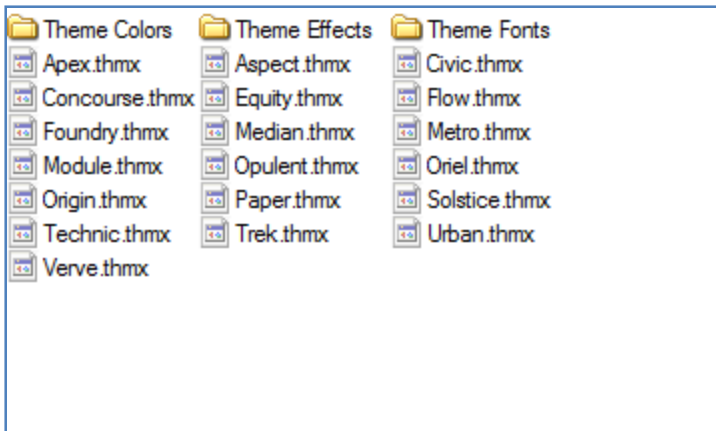 Theme Colors Theme Effects Theme Fonts
Apex.thmx Aspect.thmx Civic.thmx
Concourse.thmx Equity.thmx Flow.thmx
Foundry.thmx Median.thmx Metro.thmx
Module.thmx Opulent.thmx Oriel.thmx
Origin.thmx Paper.thmx Solstice.thmx
Technic.thmx Trek.thmx Urban.thmx
Verve.thmx